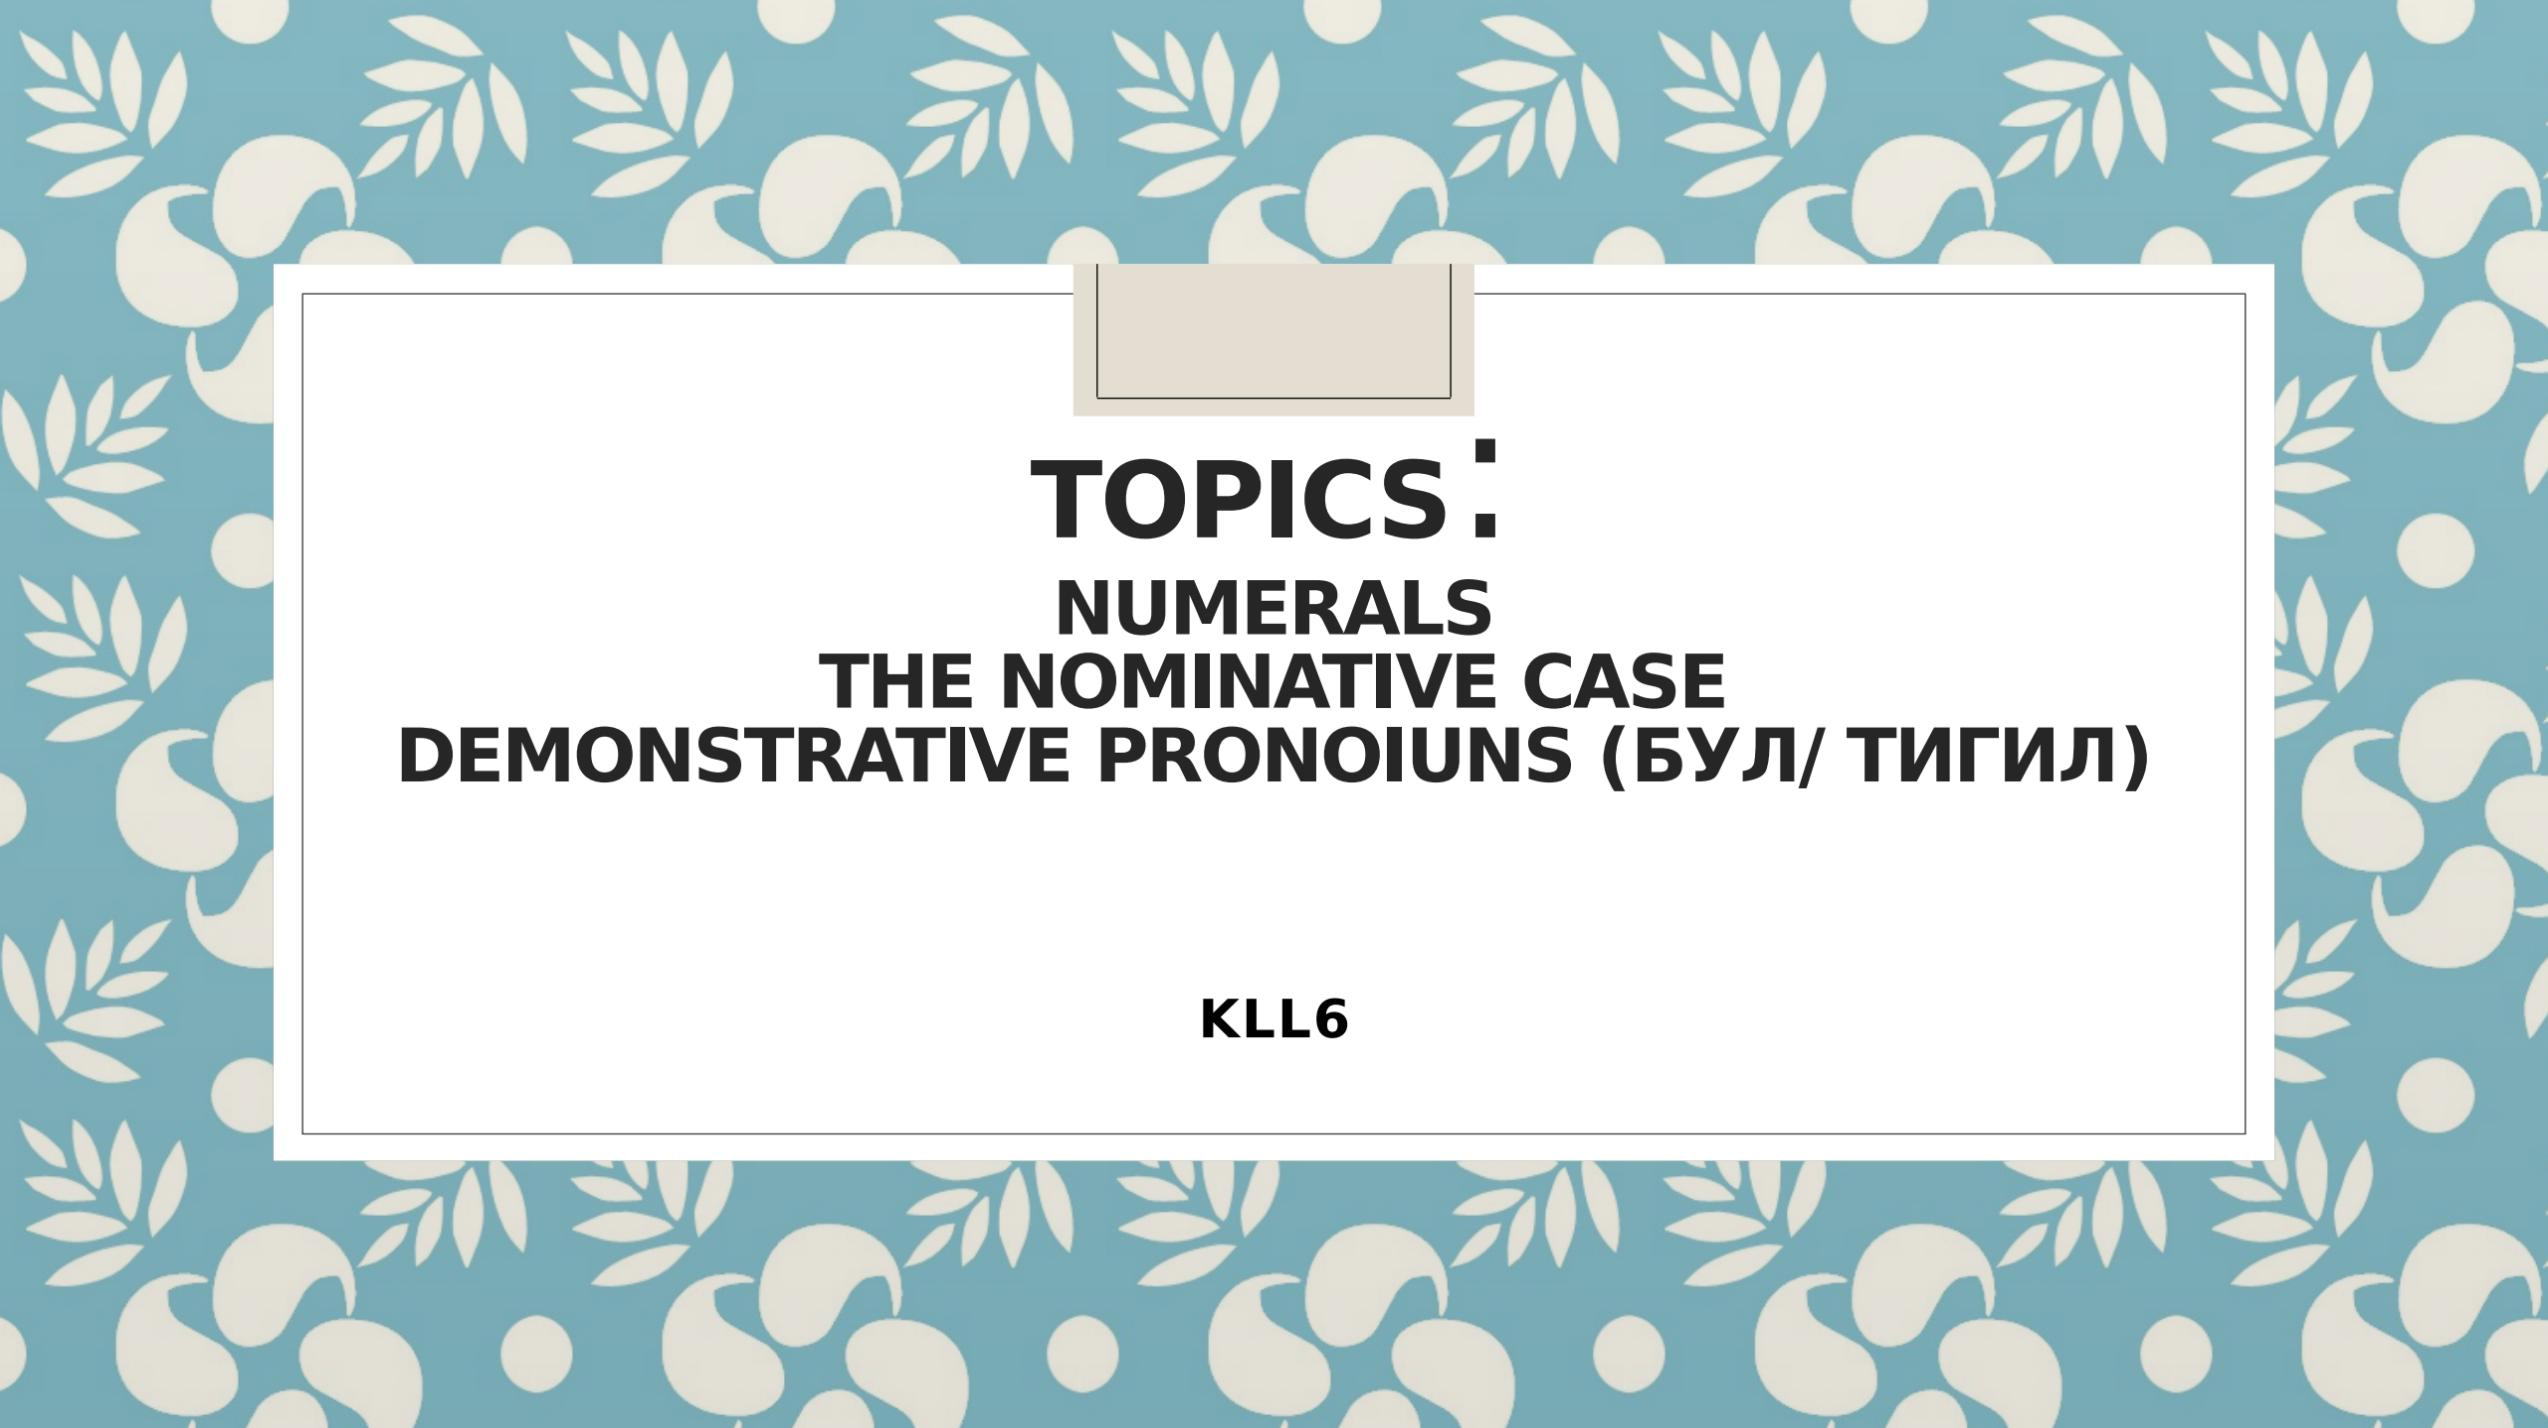 TOPICS:
NUMERALS
THE NOMINATIVE CASE
DEMONSTRATIVE PRONOIUNS (БУЛ/ ТИГИЛ)
KLL6